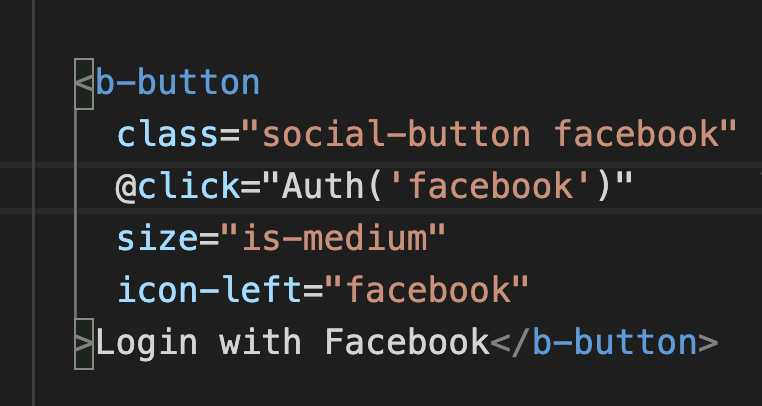 <b-button
class="social-button facebook"
@click="Auth('facebook')"
size="is-medium"
icon-left="facebook"
>Login with Facebook</b-button>